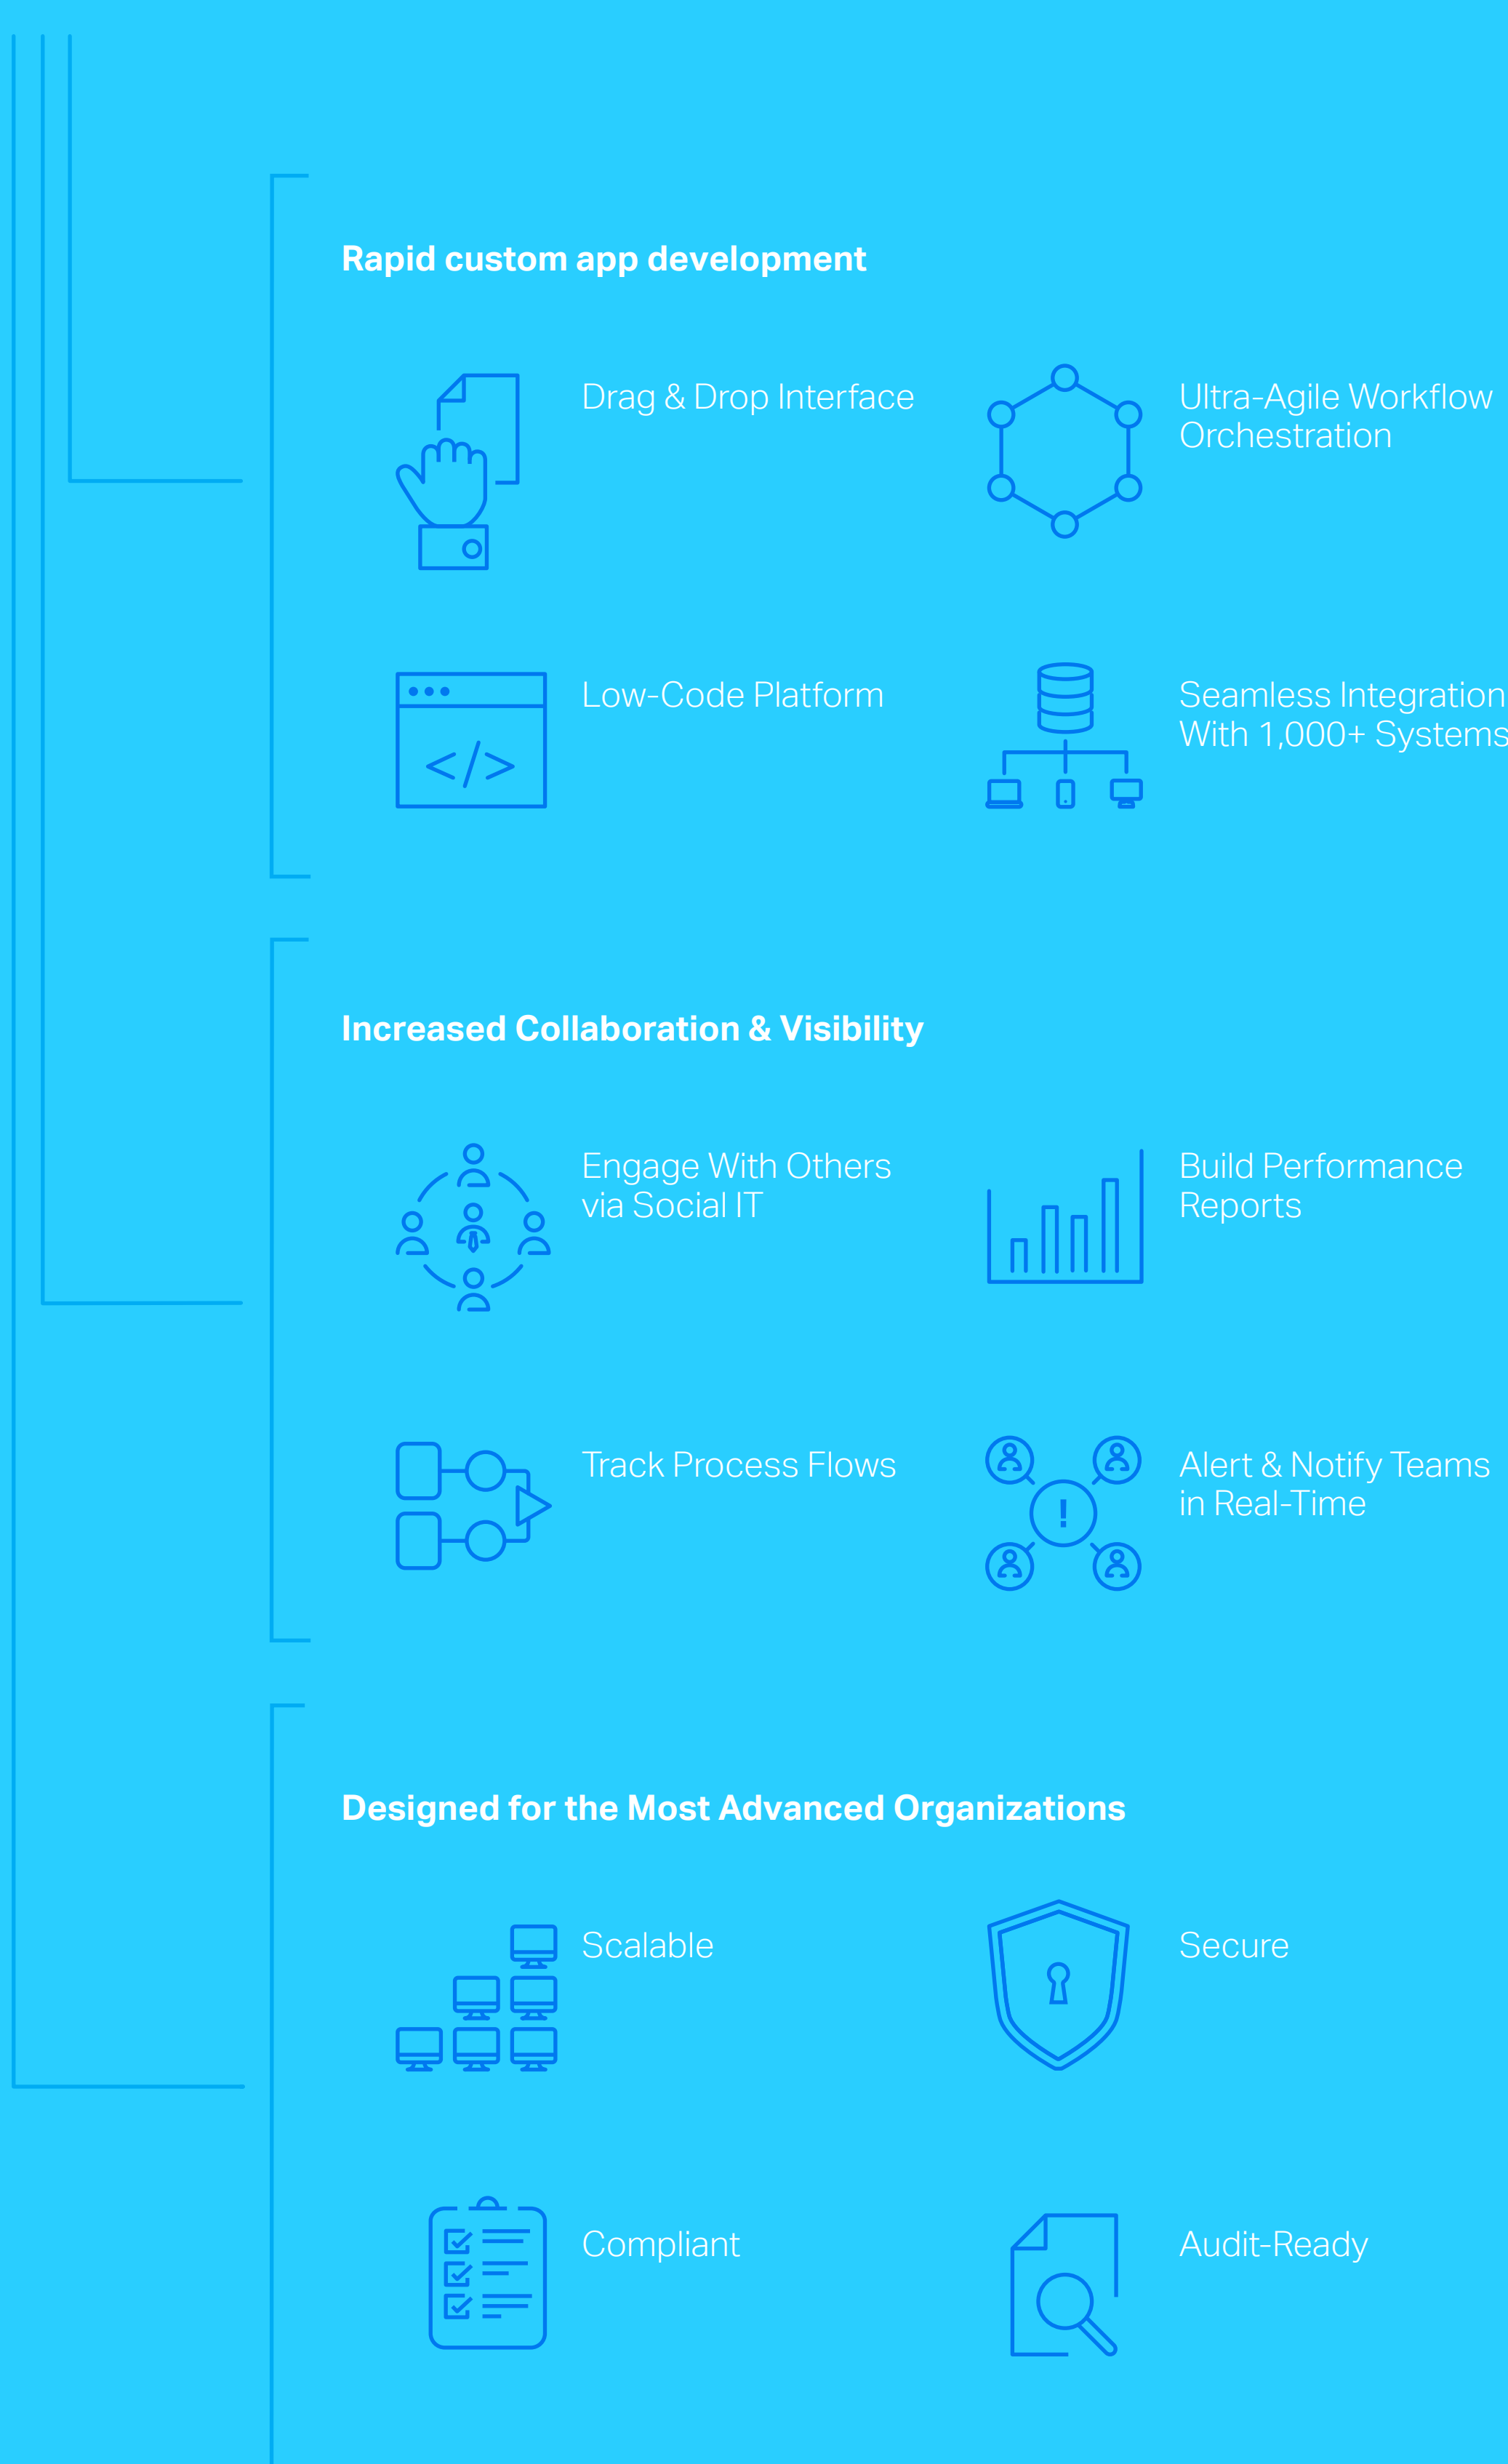 Rapid custom app development
Drag & Drop Interface
Ultra-Agile Workflow
Orchestration
Low-Code Platform
Seamless Integration
With 1,000+ Systems
Increased Collaboration & Visibility
Engage With Others
via Social IT
Build Performance
Reports
Track Process Flows
Alert & Notify Teams
in Real-Time
Designed for the Most Advanced Organizations
Scalable
Secure
Compliant
Audit-Ready